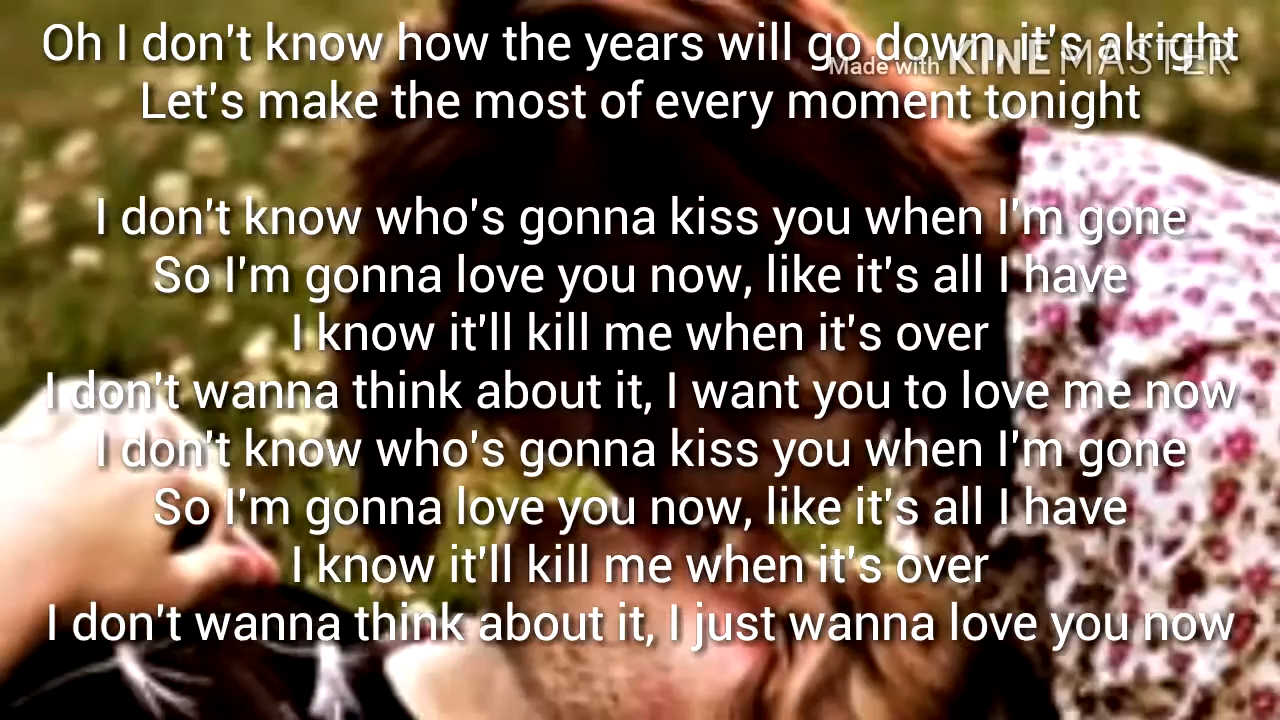 Oh I don't know how the years will go down, it's alright
Made with KINEMASTER
Let's make the most of every moment tonight
I don't know who's gonna kiss you when I'm gone
So I'm gonna love you now, like it's all I have
I know it'll kill me when it's over
I don't wanna think about it, I want you to love me now
I don't know who's gonna kiss you when I'm gone
So I'm gonna love you now, like it's all I have
I know it'll kill me when it's over
I don't wanna think about it, I just wanna love you now